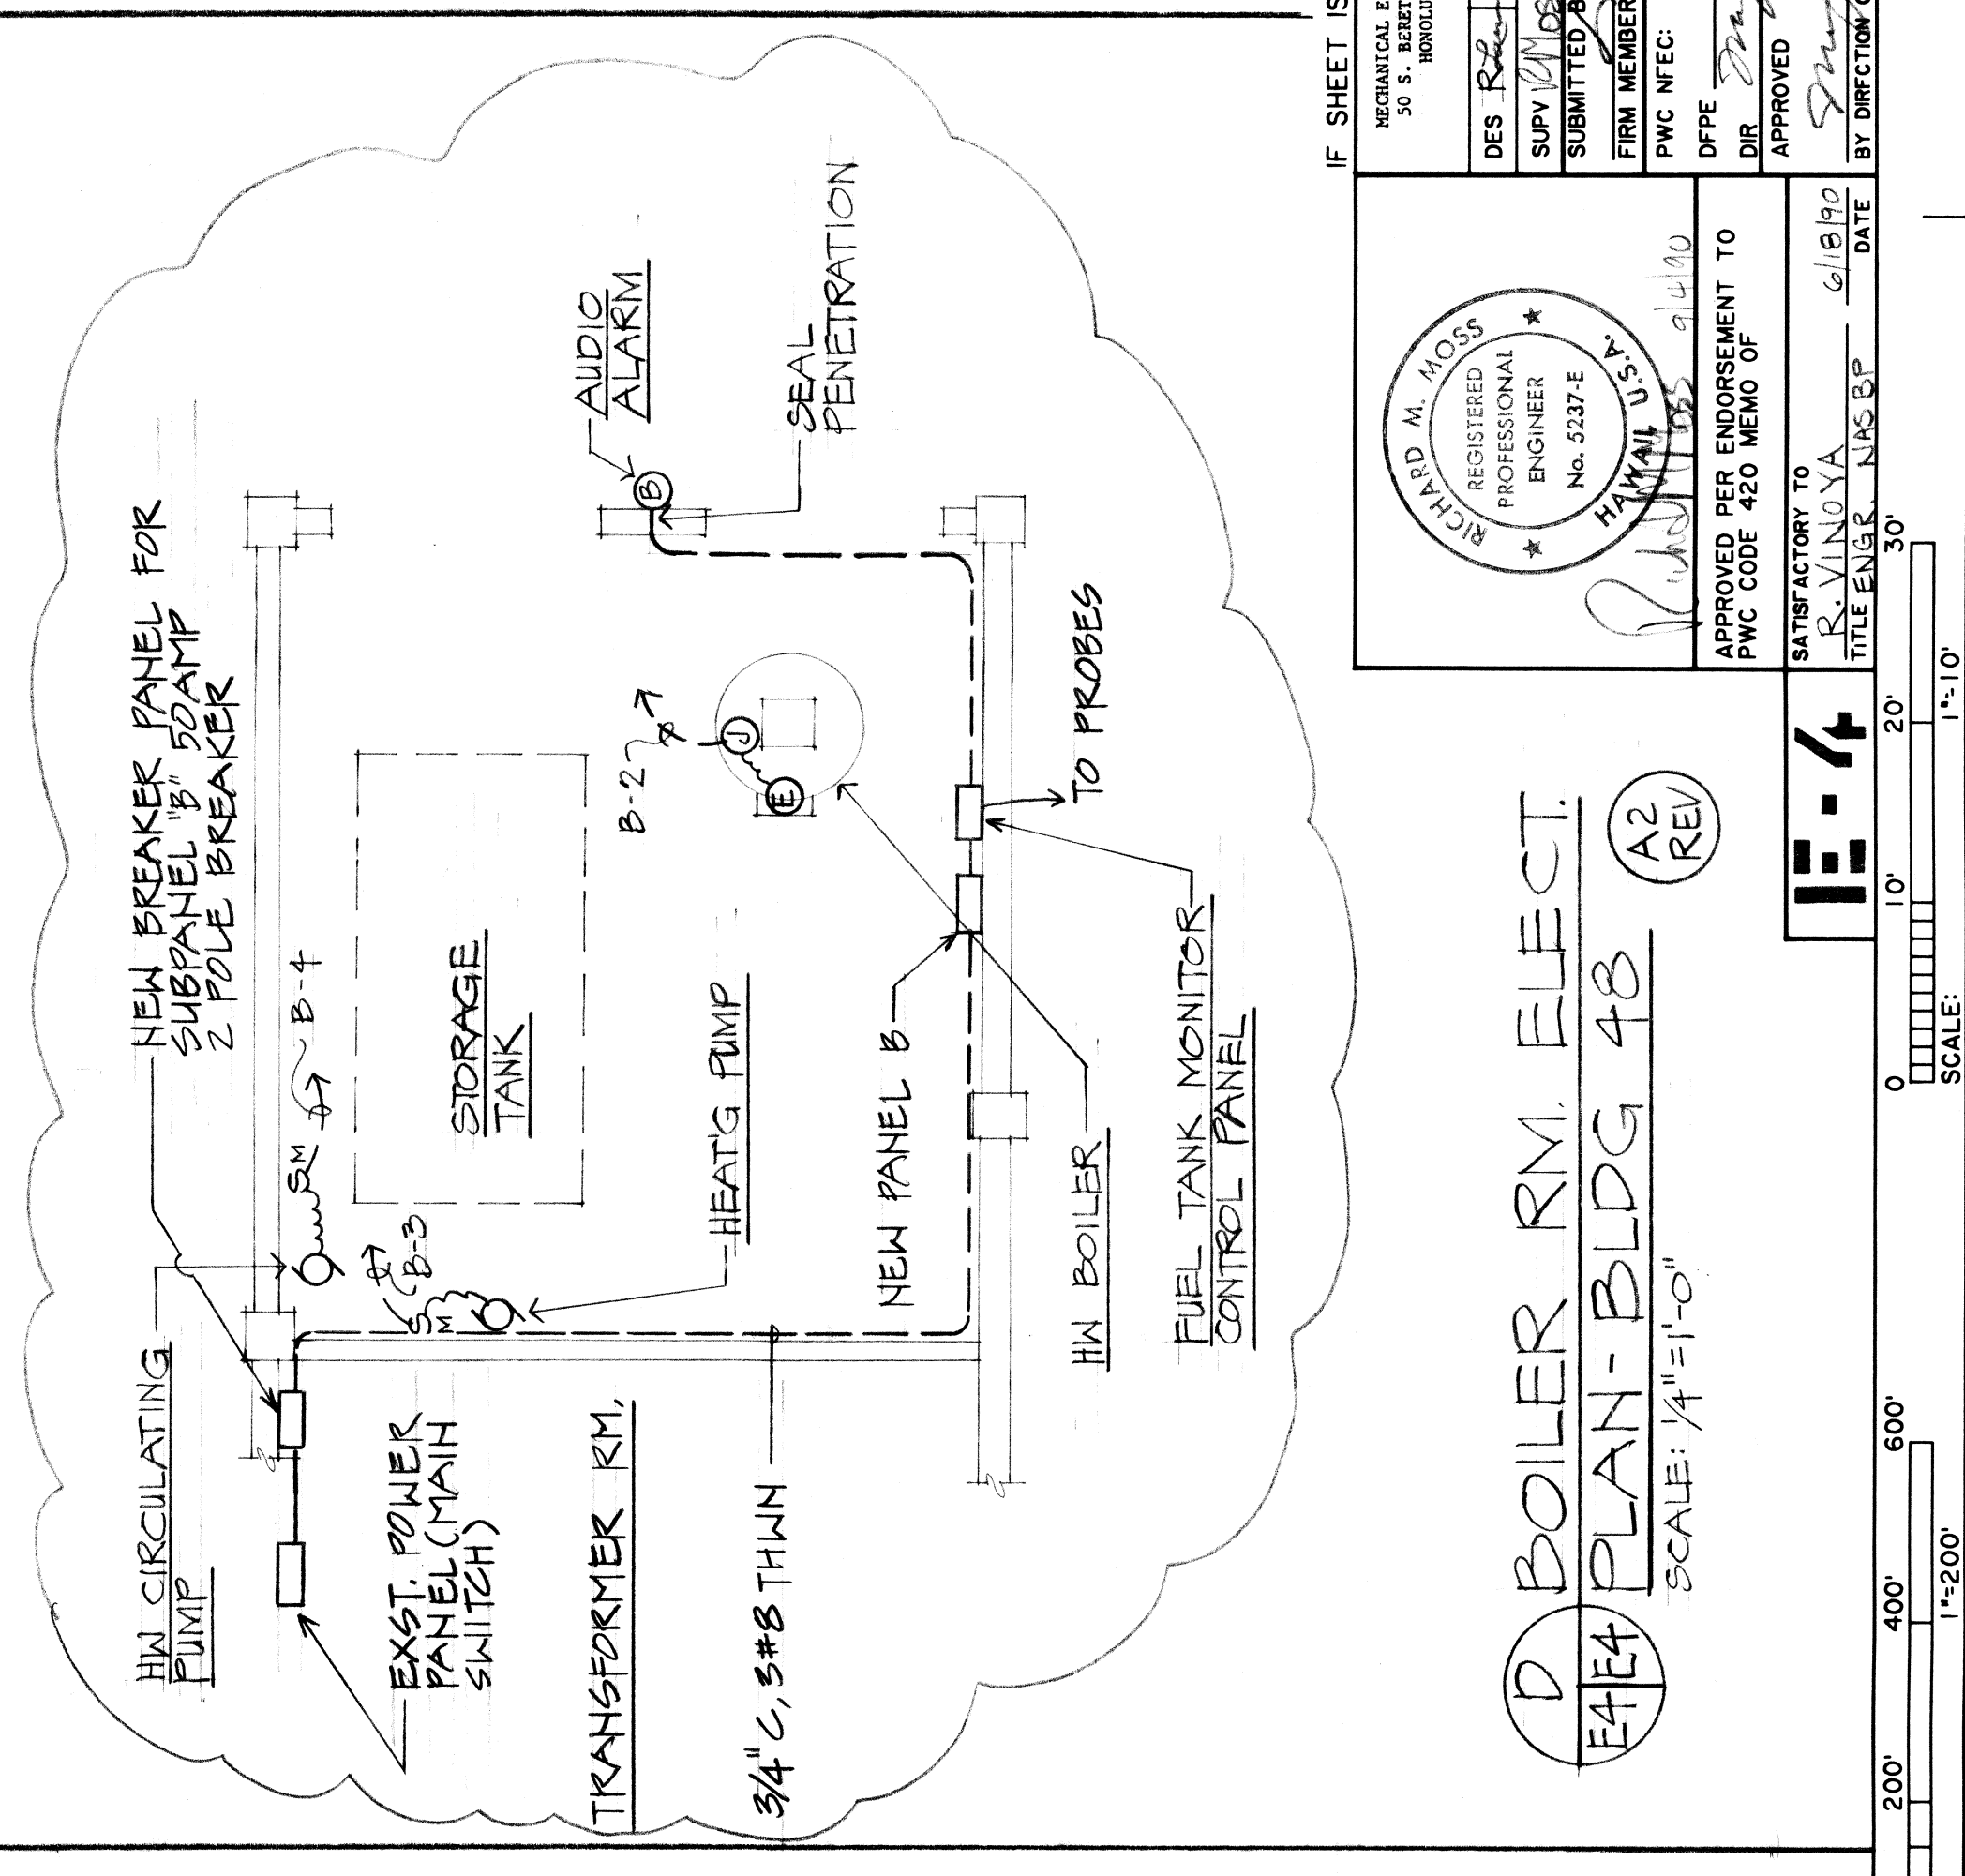 NEW BREAKER PANEL FOR
SUBPANEL "B" 50AMP
2 POLE BREAKER
HW CIRCULATING
PUMP
B-4
S M
EXST. POWER
PANEL (MAIN
SWITCH)
B-3
S M
STORAGE
TANK
AUDIO
ALARM
B
SEAL
PENETRATION
TRANSFORMER RM.
HEAT'G PUMP
B-2
J
E
3/4" C, 3#8 THWN
NEW PANEL B
TO PROBES
HW BOILER
FUEL TANK MONITOR
CONTROL PANEL
D
E4 E4
BOILER RM. ELECT.
PLAN - BLDG 48
SCALE: 1/4"=1'-0"
A2
REV
IF SHEET IS
MECHANICAL E
50 S. BERET
HONOLU
DES
SUPV RMMOS
SUBMITTED B
FIRM MEMBER
PWC NFEC:
DFPE
DIR
APPROVED
BY DIRECTION O
RICHARD M. MOSS
REGISTERED
PROFESSIONAL
ENGINEER
No. 5237-E
HAWAII, U.S.A.
9/4/90
APPROVED PER ENDORSEMENT TO
PWC CODE 420 MEMO OF
SATISFACTORY TO
R. VINOYA 6/18/90
TITLE ENGR. NASBP DATE
E-4
200' 400' 600' 0 10' 20' 30'
1"-200' SCALE: 1"-10'